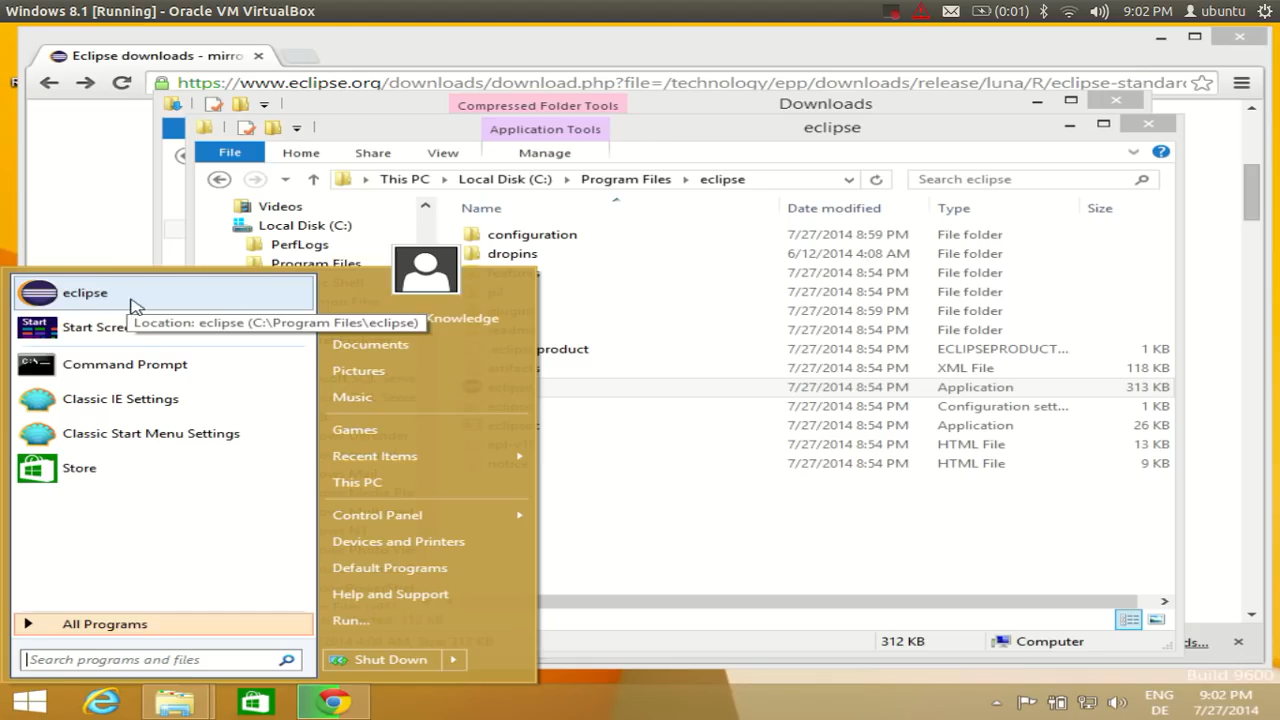 Windows 8.1 [Running] - Oracle VM VirtualBox
(0:01)
9:02 PM
ubuntu
Eclipse downloads - mirro
https://www.eclipse.org/downloads/download.php?file=/technology/epp/downloads/release/luna/R/eclipse-standard
Compressed Folder Tools
Downloads
Application Tools
eclipse
File
Home
Share
View
Manage
This PC
Local Disk (C:)
Program Files
eclipse
Search eclipse
Videos
Local Disk (C:)
PerfLogs
Program Files
Name
Date modified
Type
Size
configuration 7/27/2014 8:59 PM File folder
dropins 6/12/2014 4:08 AM File folder
7/27/2014 8:54 PM File folder
7/27/2014 8:54 PM File folder
7/27/2014 8:54 PM File folder
7/27/2014 8:54 PM File folder
7/27/2014 8:54 PM ECLIPSEPRODUCT... 1 KB
7/27/2014 8:54 PM XML File 118 KB
7/27/2014 8:54 PM Application 313 KB
7/27/2014 8:54 PM Configuration sett... 1 KB
7/27/2014 8:54 PM Application 26 KB
7/27/2014 8:54 PM HTML File 13 KB
7/27/2014 8:54 PM HTML File 9 KB
312 KB
Computer
eclipse
Start Scre
Location: eclipse (C:\Program Files\eclipse)
Command Prompt
Classic IE Settings
Classic Start Menu Settings
Store
All Programs
Search programs and files
Knowledge
Documents
Pictures
Music
Games
Recent Items
This PC
Control Panel
Devices and Printers
Default Programs
Help and Support
Run...
Shut Down
Build 9600
ENG
DE
9:02 PM
7/27/2014